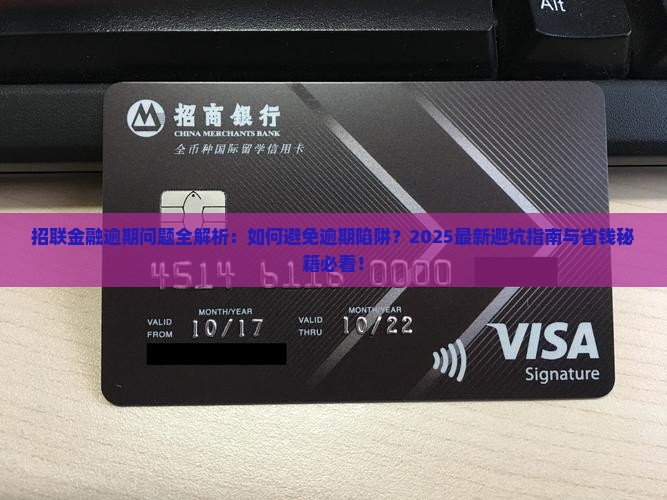 Alt
招商銀行
CHINA MERCHANTS BANK
全币种国际留学信用卡
招联金融逾期问题全解析：如何避免逾期陷阱？2025最新避坑指南与省钱秘
籍必看！
4514 0000
MONTH/YEAR MONTH/YEAR
VALID FROM 10/17 VALID THRU 10/22
VISA
Signature